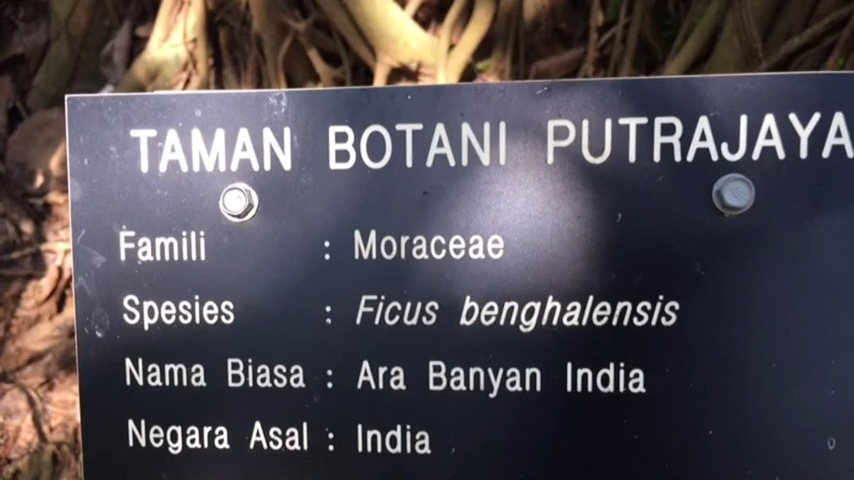 TAMAN BOTANI PUTRAJAYA
Famili : Moraceae
Spesies : Ficus benghalensis
Nama Biasa : Ara Banyan India
Negara Asal : India